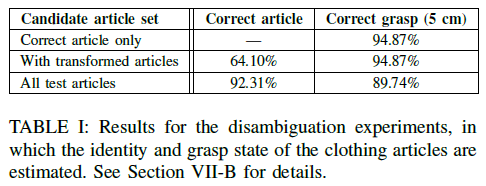 Candidate article set Correct article Correct grasp (5 cm)
Correct article only — 94.87%
With transformed articles 64.10% 94.87%
All test articles 92.31% 89.74%
TABLE I: Results for the disambiguation experiments, in
which the identity and grasp state of the clothing articles are
estimated. See Section VII-B for details.